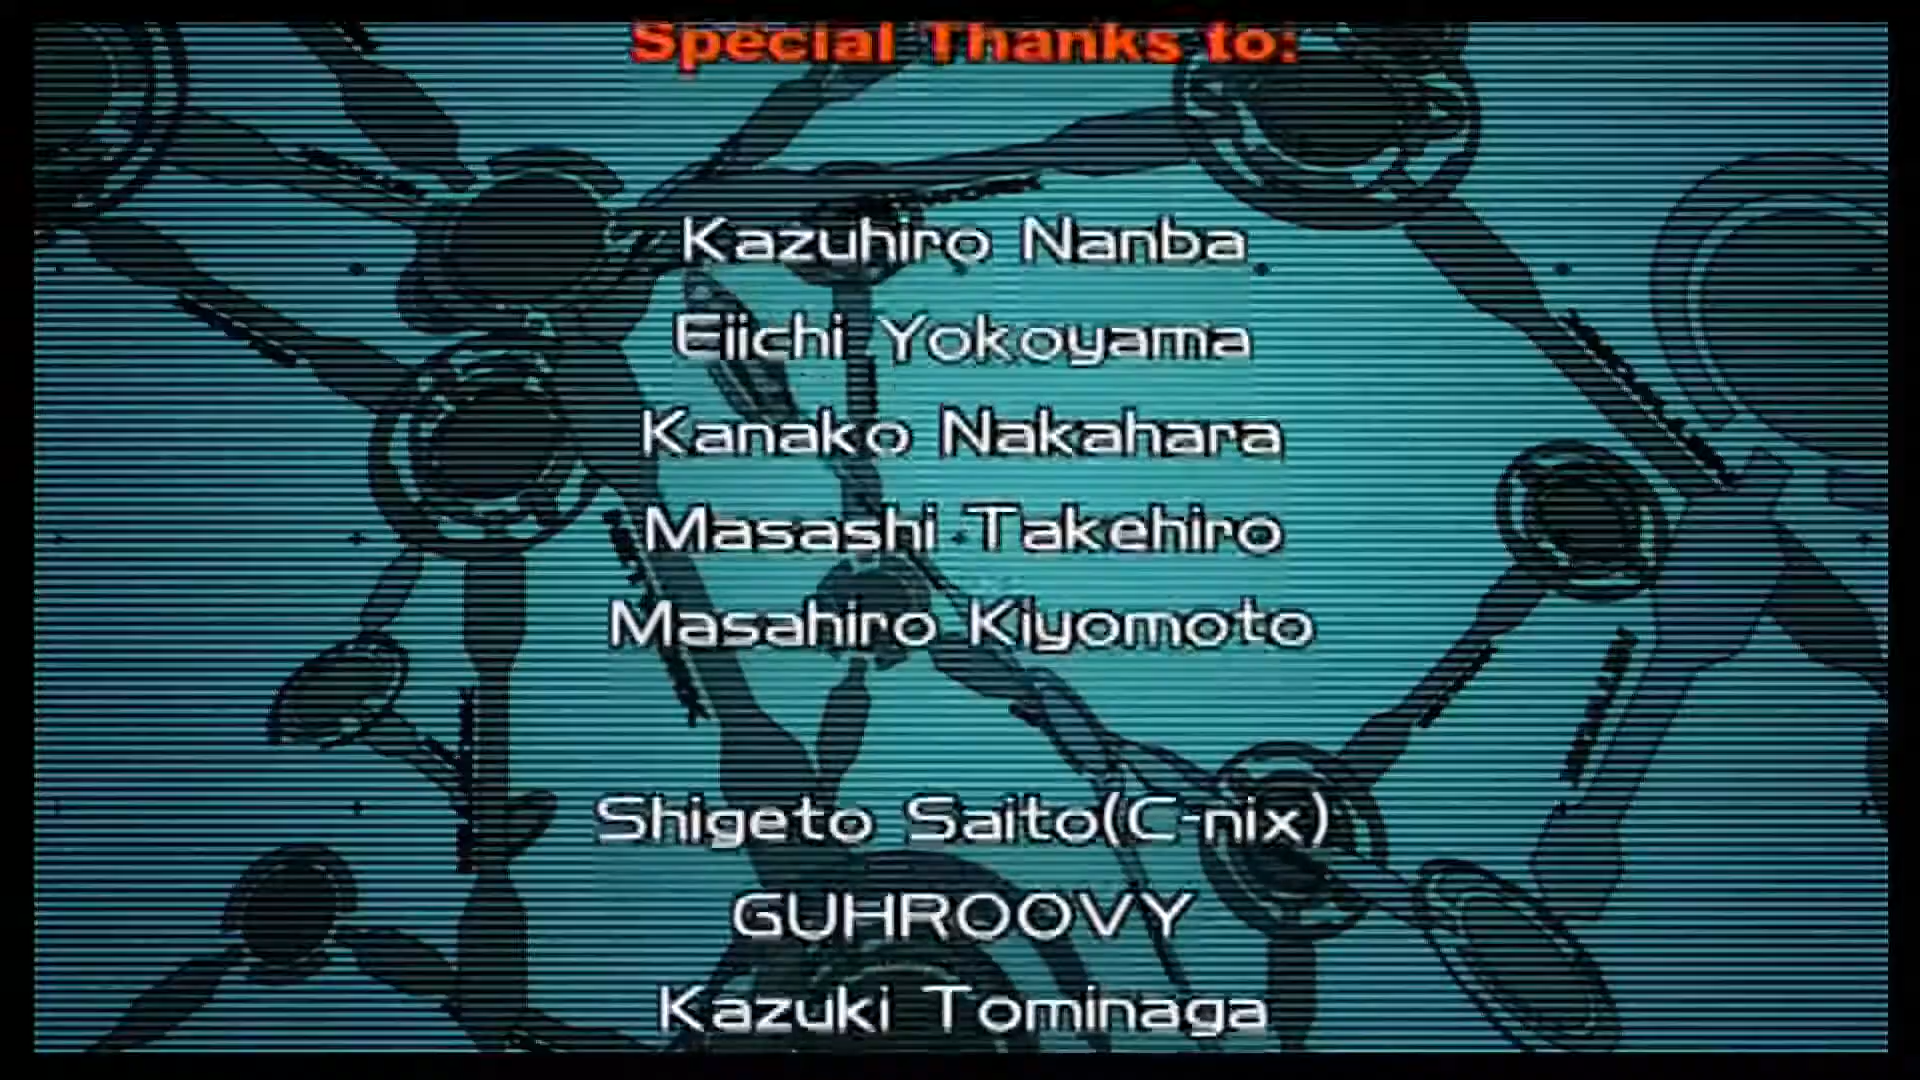 Special Thanks to:
Kazuhiro Nanba
Eiichi Yokoyama
Kanako Nakahara
Masashi Takehiro
Masahiro Kiyomoto
Shigeto Saito(C-nix)
GUHROOVY
Kazuki Tominaga